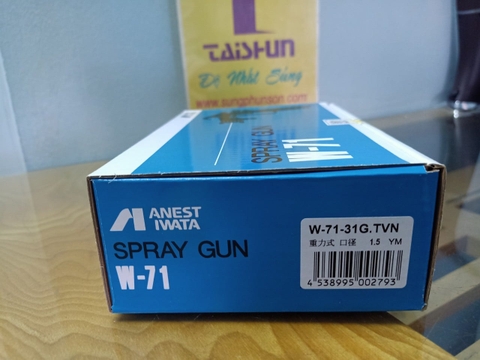 TAISHUN
Đệ Nhất Súng
www.sungphunson.com
SPRAY GUN
W-71
ANEST
IWATA
SPRAY GUN
W-71
W-71-31G.TVN
重力式 口径 1.5 YM
4 538995 002793